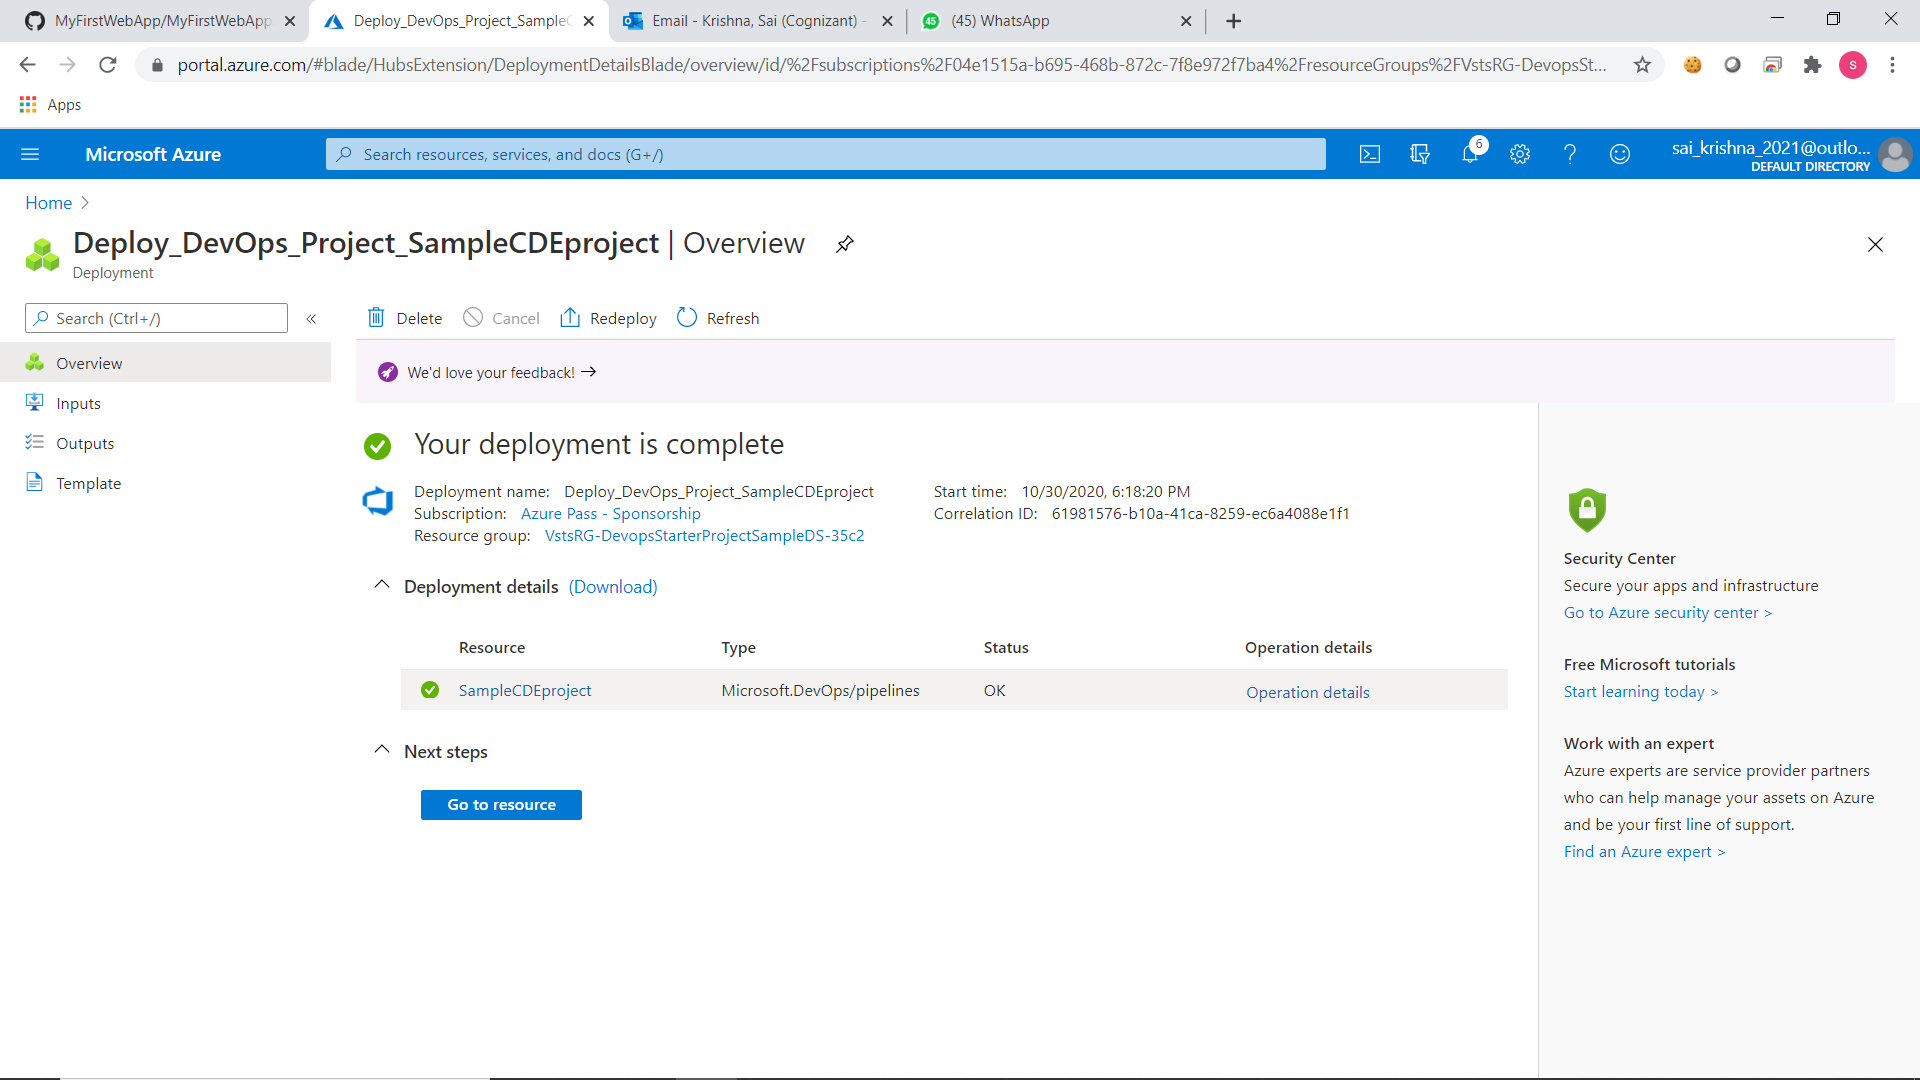 MyFirstWebApp/MyFirstWebApp
Deploy_DevOps_Project_SampleC
Email - Krishna, Sai (Cognizant) -
45
(45) WhatsApp
portal.azure.com/#blade/HubsExtension/DeploymentDetailsBlade/overview/id/%2Fsubscriptions%2F04e1515a-b695-468b-872c-7f8e972f7ba4%2FresourceGroups%2FVstsRG-DevopsSt...
S
Apps
Microsoft Azure
Search resources, services, and docs (G+/)
6
sai_krishna_2021@outlo...
DEFAULT DIRECTORY
Home >
Deploy_DevOps_Project_SampleCDEproject | Overview
Deployment
Search (Ctrl+/)
«
Delete
Cancel
Redeploy
Refresh
Overview
Inputs
Outputs
Template
We'd love your feedback! →
Your deployment is complete
Deployment name: Deploy_DevOps_Project_SampleCDEproject
Subscription: Azure Pass - Sponsorship
Resource group: VstsRG-DevopsStarterProjectSampleDS-35c2
Start time: 10/30/2020, 6:18:20 PM
Correlation ID: 61981576-b10a-41ca-8259-ec6a4088e1f1
Deployment details (Download)
Resource Type Status Operation details
SampleCDEproject Microsoft.DevOps/pipelines OK Operation details
Next steps
Go to resource
Security Center
Secure your apps and infrastructure
Go to Azure security center >
Free Microsoft tutorials
Start learning today >
Work with an expert
Azure experts are service provider partners
who can help manage your assets on Azure
and be your first line of support.
Find an Azure expert >